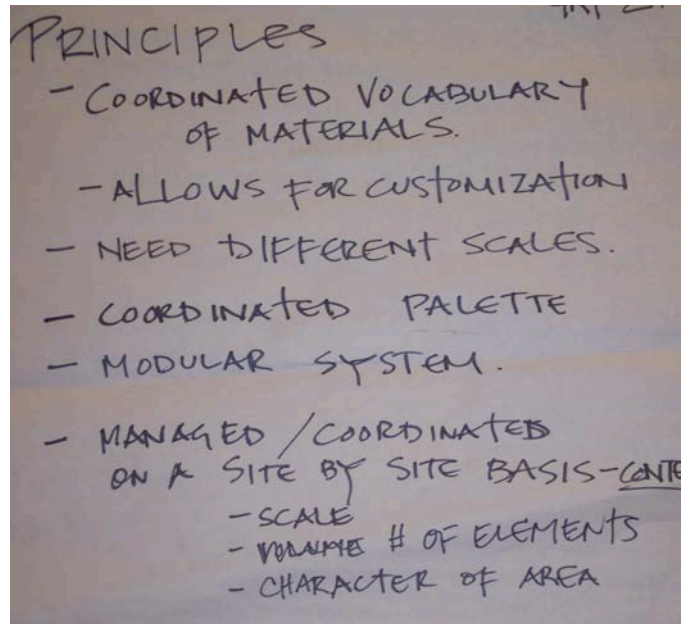 PRINCIPLES
- COORDINATED VOCABULARY
OF MATERIALS.
- ALLOWS FOR CUSTOMIZATION
- NEED DIFFERENT SCALES.
- COORDINATED PALETTE
- MODULAR SYSTEM.
- MANAGED / COORDINATED
ON A SITE BY SITE BASIS - CONTE
- SCALE
- # OF ELEMENTS
- CHARACTER OF AREA